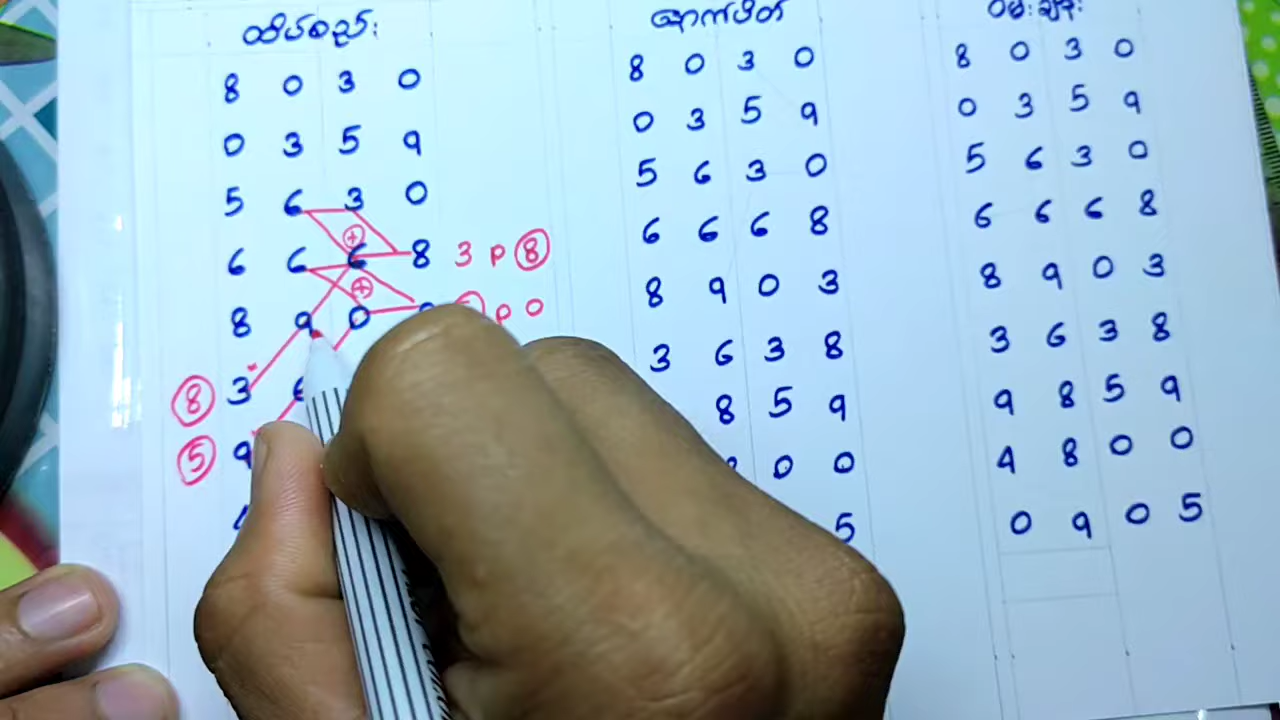 ထိပ်စည်း
8 0 3 0
0 3 5 9
5 6 3 0
6 6 6 8 3 P 8
8 9 0 P 0
8 3
5 9
နောက်ပိတ်
8 0 3 0
0 3 5 9
5 6 3 0
6 6 6 8
8 9 0 3
3 6 3 8
8 5 9
0 0
5
ဝမ်းချန်း
8 0 3 0
0 3 5 9
5 6 3 0
6 6 6 8
8 9 0 3
3 6 3 8
9 8 5 9
4 8 0 0
0 9 0 5